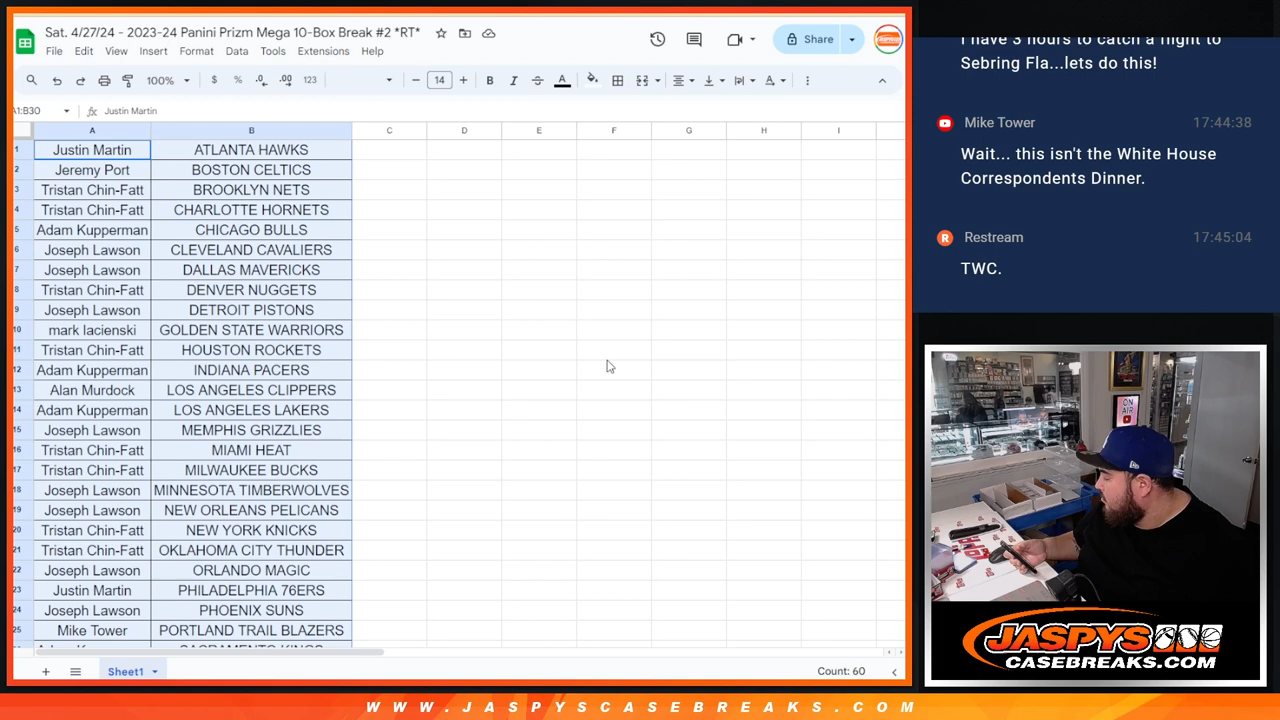 Sat. 4/27/24 - 2023-24 Panini Prizm Mega 10-Box Break #2 *RT*
File Edit View Insert Format Data Tools Extensions Help
Share
100% $ % .0 .00 123 14 B I A
A1:B30 fx Justin Martin
A B C D E F G H I
1 Justin Martin ATLANTA HAWKS
2 Jeremy Port BOSTON CELTICS
3 Tristan Chin-Fatt BROOKLYN NETS
4 Tristan Chin-Fatt CHARLOTTE HORNETS
5 Adam Kupperman CHICAGO BULLS
6 Joseph Lawson CLEVELAND CAVALIERS
7 Joseph Lawson DALLAS MAVERICKS
8 Tristan Chin-Fatt DENVER NUGGETS
9 Joseph Lawson DETROIT PISTONS
10 mark lacienski GOLDEN STATE WARRIORS
11 Tristan Chin-Fatt HOUSTON ROCKETS
12 Adam Kupperman INDIANA PACERS
13 Alan Murdock LOS ANGELES CLIPPERS
14 Adam Kupperman LOS ANGELES LAKERS
15 Joseph Lawson MEMPHIS GRIZZLIES
16 Tristan Chin-Fatt MIAMI HEAT
17 Tristan Chin-Fatt MILWAUKEE BUCKS
18 Joseph Lawson MINNESOTA TIMBERWOLVES
19 Joseph Lawson NEW ORLEANS PELICANS
20 Tristan Chin-Fatt NEW YORK KNICKS
21 Tristan Chin-Fatt OKLAHOMA CITY THUNDER
22 Joseph Lawson ORLANDO MAGIC
23 Justin Martin PHILADELPHIA 76ERS
24 Joseph Lawson PHOENIX SUNS
25 Mike Tower PORTLAND TRAIL BLAZERS
SACRAMENTO KINGS
Sheet1
Count: 60
I have 3 hours to catch a flight to
Sebring Fla...lets do this!
Mike Tower 17:44:38
Wait... this isn't the White House
Correspondents Dinner.
R Restream 17:45:04
TWC.
ON
AIR
JASPYS
CASEBREAKS.COM
WWW.JASPYSCASEBREAKS.COM